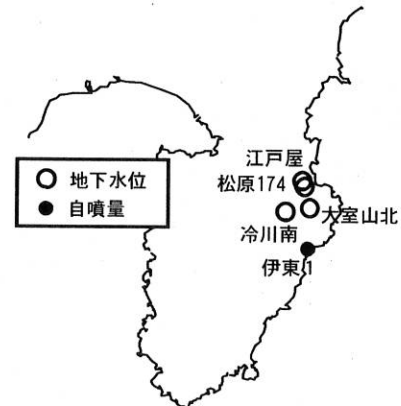 江戸屋
松原174
地下水位
自噴量
大室山北
冷川南
伊東1